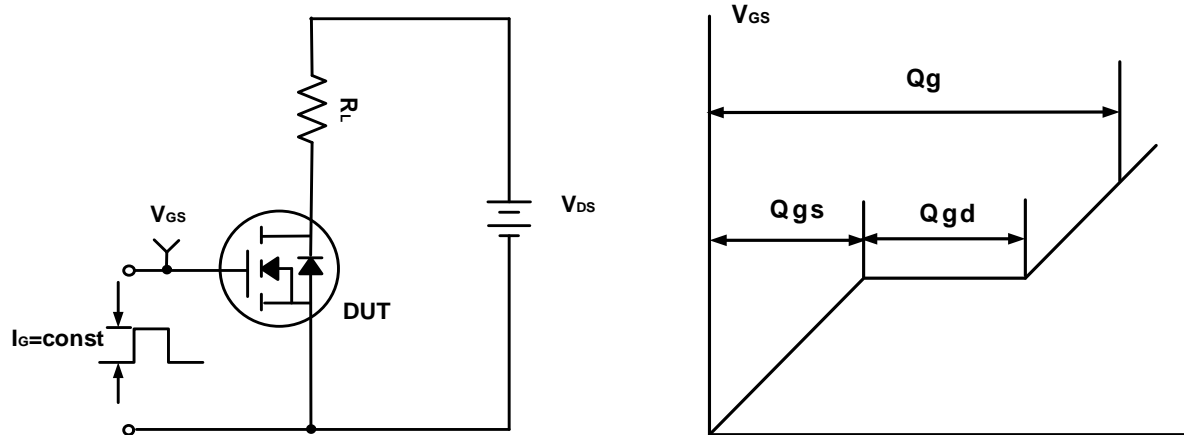 RL
VDS
VGS
DUT
IG=const
VGS
Qg
Qgs
Qgd